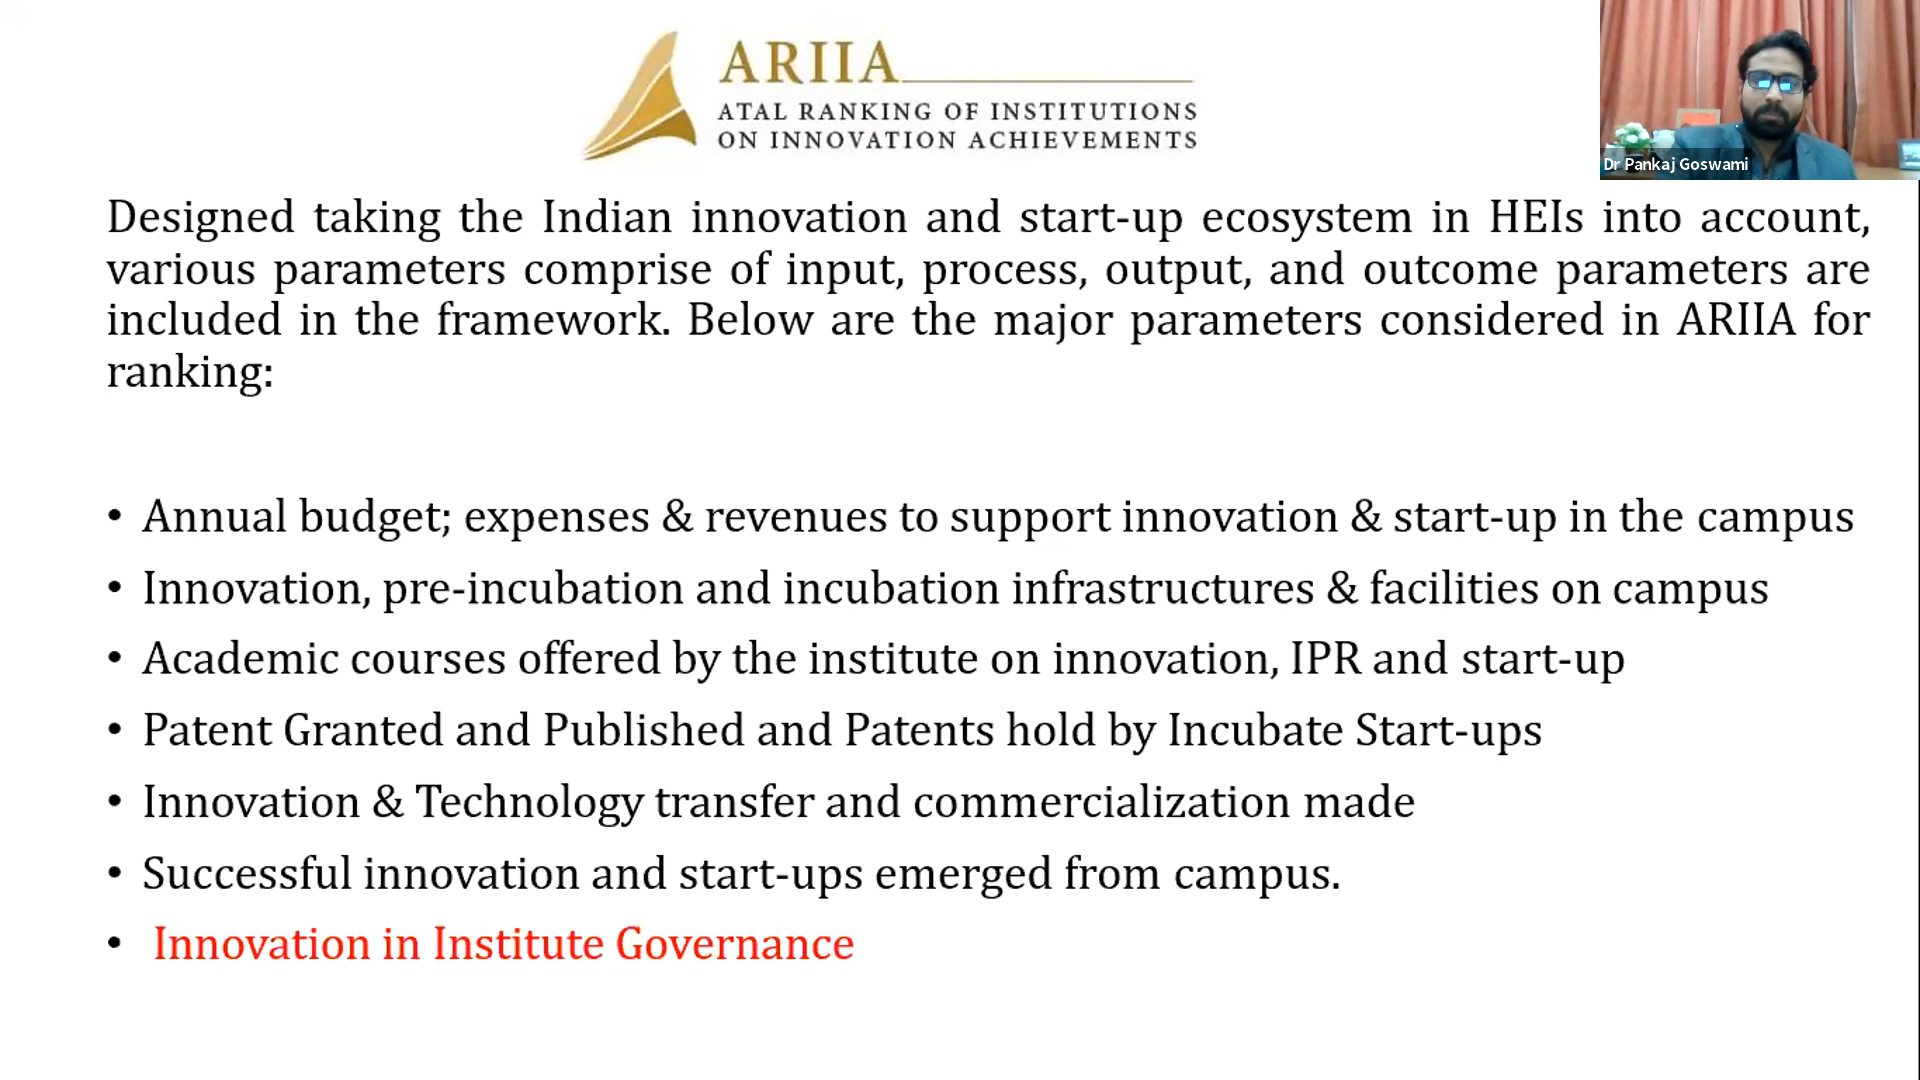 ARIIA
ATAL RANKING OF INSTITUTIONS
ON INNOVATION ACHIEVEMENTS
Dr Pankaj Goswami
Designed taking the Indian innovation and start-up ecosystem in HEIs into account,
various parameters comprise of input, process, output, and outcome parameters are
included in the framework. Below are the major parameters considered in ARIIA for
ranking:
• Annual budget; expenses & revenues to support innovation & start-up in the campus
• Innovation, pre-incubation and incubation infrastructures & facilities on campus
• Academic courses offered by the institute on innovation, IPR and start-up
• Patent Granted and Published and Patents hold by Incubate Start-ups
• Innovation & Technology transfer and commercialization made
• Successful innovation and start-ups emerged from campus.
• Innovation in Institute Governance